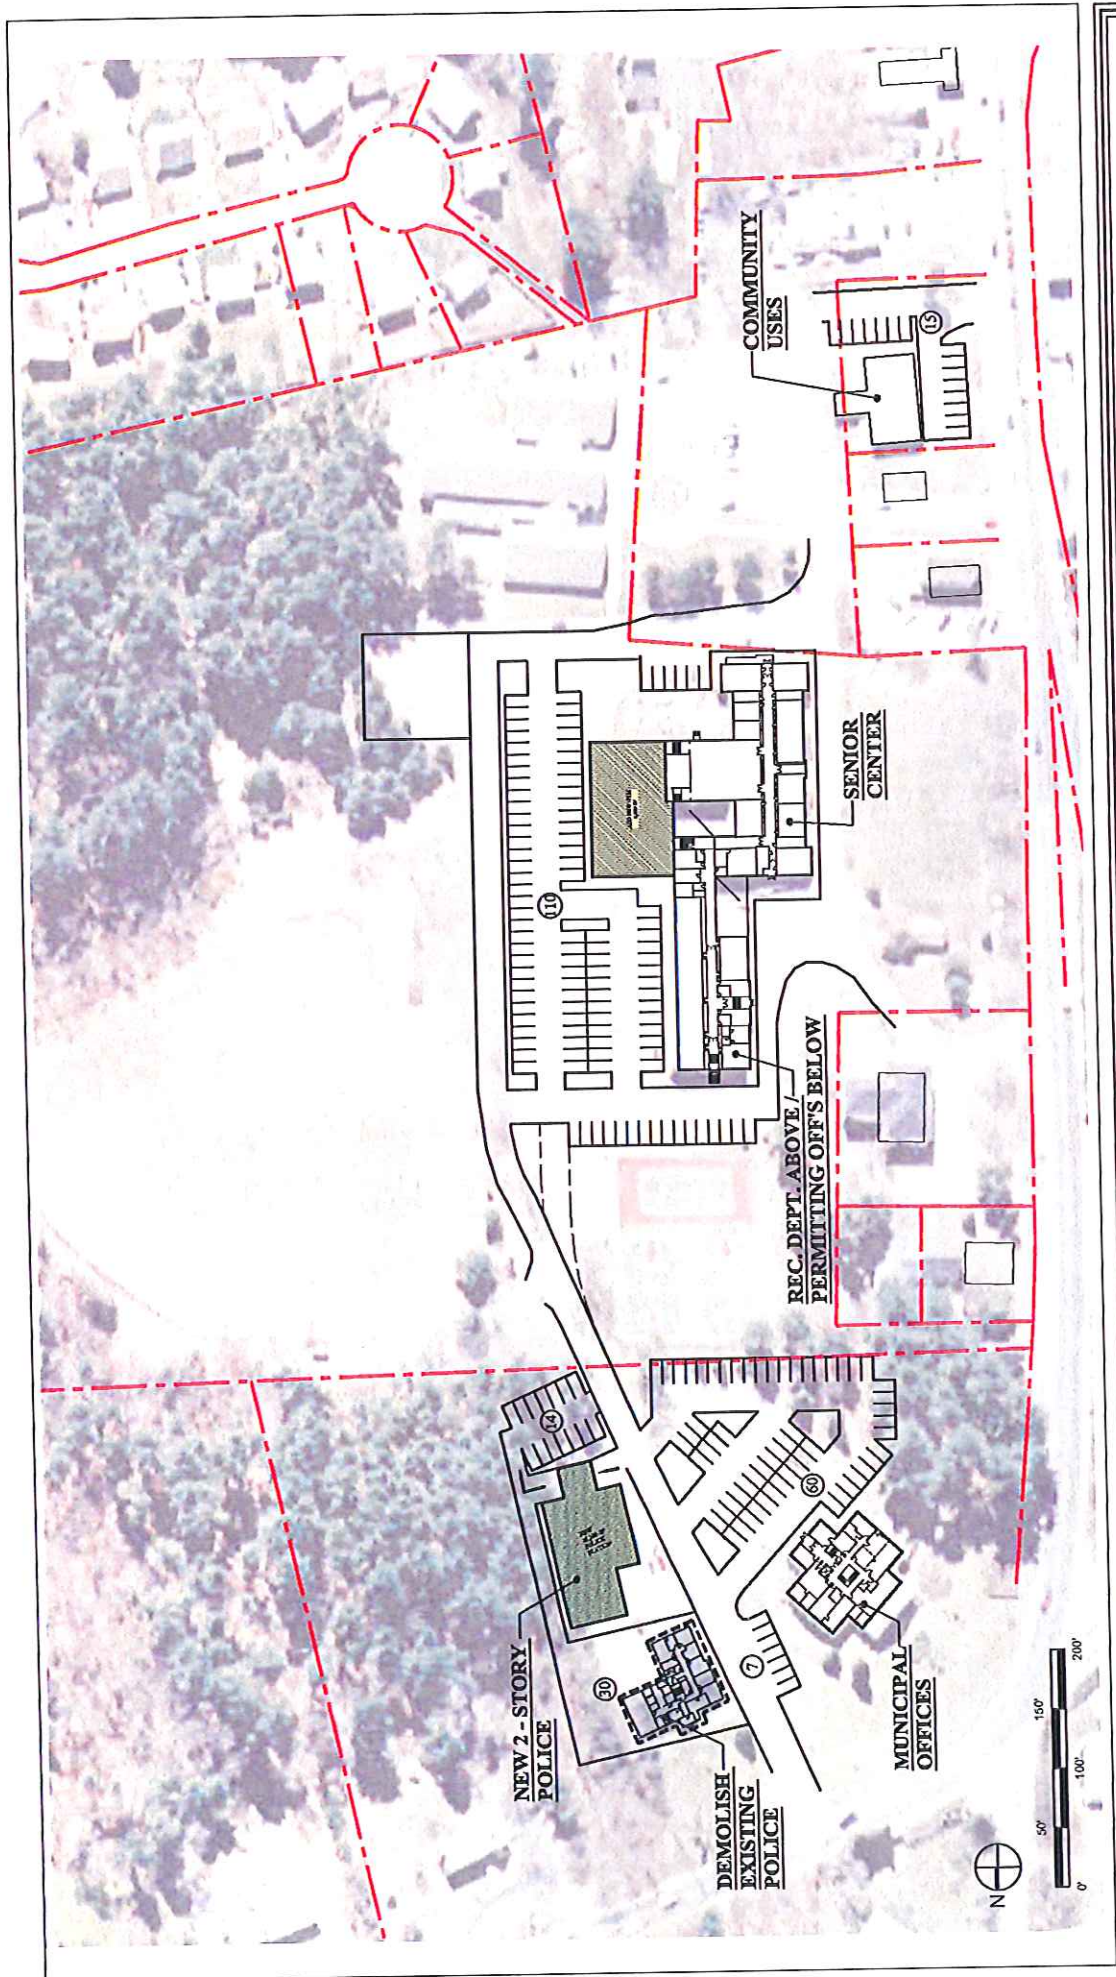 COMMUNITY
USES
15
SENIOR
CENTER
110
REC. DEPT. ABOVE /
PERMITTING OFF'S BELOW
14
60
NEW 2 - STORY
POLICE
30
7
DEMOLISH
EXISTING
POLICE
MUNICIPAL
OFFICES
N
0' 50' 100' 150' 200'